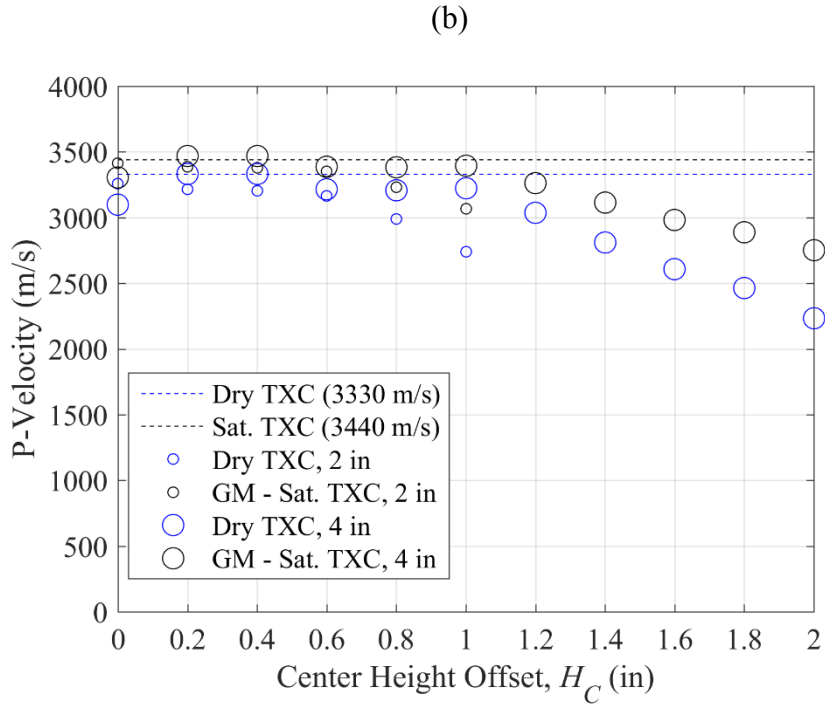 (b)
4000
3500
3000
2500
2000
1500
1000
500
0
P-Velocity (m/s)
Dry TXC (3330 m/s)
Sat. TXC (3440 m/s)
Dry TXC, 2 in
GM - Sat. TXC, 2 in
Dry TXC, 4 in
GM - Sat. TXC, 4 in
0 0.2 0.4 0.6 0.8 1 1.2 1.4 1.6 1.8 2
Center Height Offset, H_C (in)